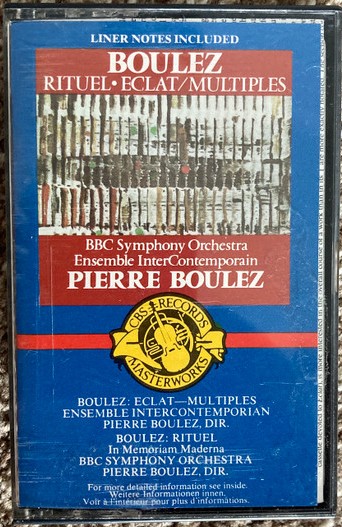 LINER NOTES INCLUDED
BOULEZ
RITUEL• ECLAT/MULTIPLES
BBC Symphony Orchestra
Ensemble InterContemporain
PIERRE BOULEZ
CBS RECORDS
MASTERWORKS
BOULEZ: ECLAT—MULTIPLES
ENSEMBLE INTERCONTEMPORIAN
PIERRE BOULEZ, DIR.
BOULEZ: RITUEL
In Memoriam Maderna
BBC SYMPHONY ORCHESTRA
PIERRE BOULEZ, DIR.
For more detailed information see inside.
Weitere Informationen innen.
Voir à l'intérieur pour plus d'informations.